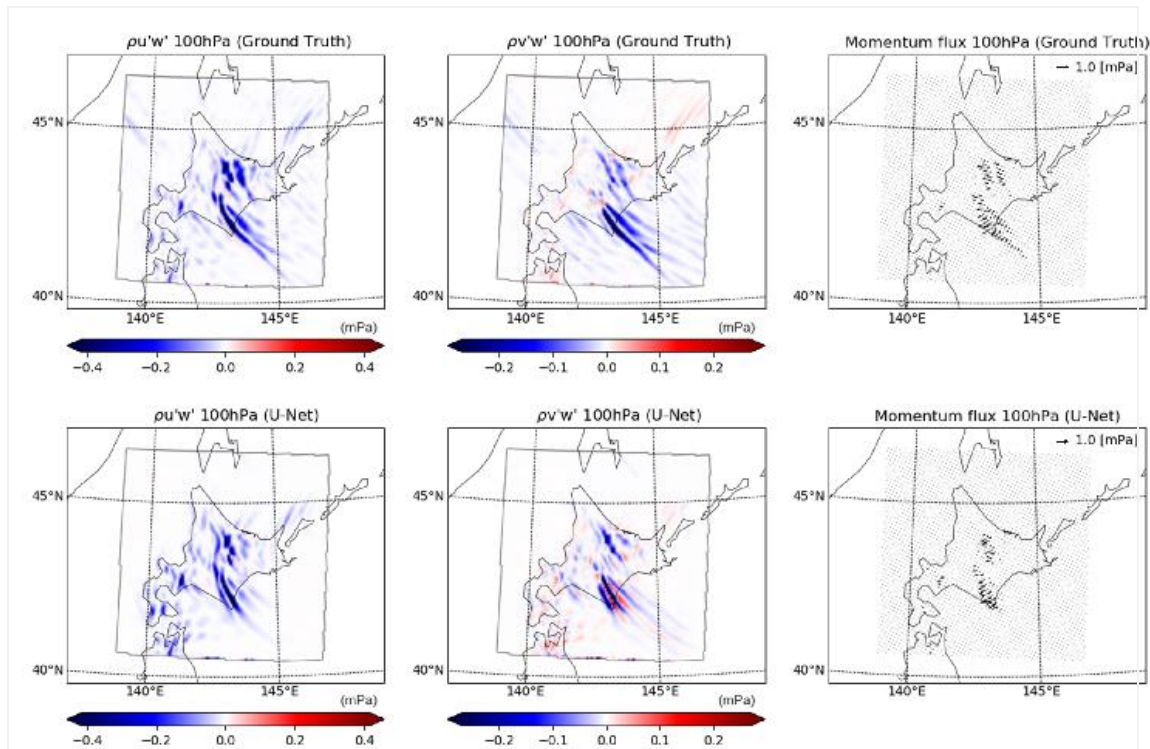 ρu'w' 100hPa (Ground Truth)
ρv'w' 100hPa (Ground Truth)
Momentum flux 100hPa (Ground Truth)
1.0 [mPa]
45°N
45°N
45°N
40°N
40°N
40°N
140°E
145°E
140°E
145°E
140°E
145°E
(mPa)
(mPa)
−0.4
−0.2
0.0
0.2
0.4
−0.2
−0.1
0.0
0.1
0.2
ρu'w' 100hPa (U-Net)
ρv'w' 100hPa (U-Net)
Momentum flux 100hPa (U-Net)
1.0 [mPa]
45°N
45°N
45°N
40°N
40°N
40°N
140°E
145°E
140°E
145°E
140°E
145°E
(mPa)
(mPa)
−0.4
−0.2
0.0
0.2
0.4
−0.2
−0.1
0.0
0.1
0.2